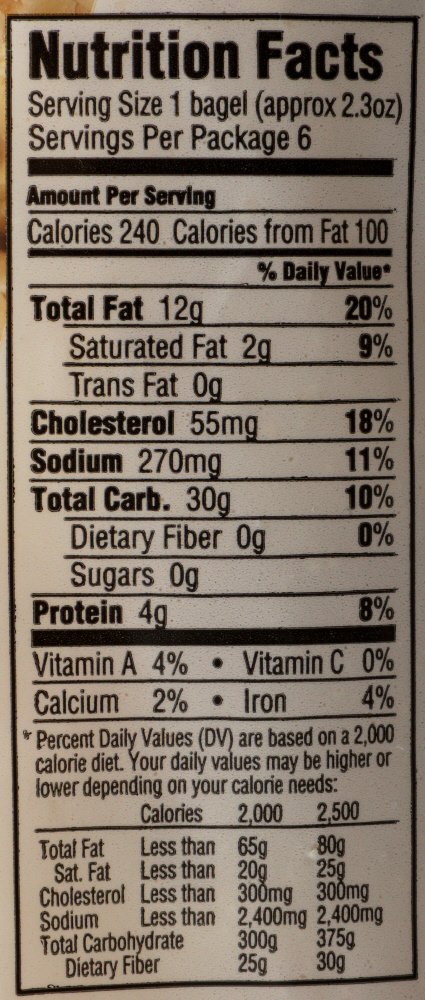 Nutrition Facts
Serving Size 1 bagel (approx 2.3oz)
Servings Per Package 6
Amount Per Serving
Calories 240 Calories from Fat 100
% Daily Value*
Total Fat 12g 20%
Saturated Fat 2g 9%
Trans Fat 0g
Cholesterol 55mg 18%
Sodium 270mg 11%
Total Carb. 30g 10%
Dietary Fiber 0g 0%
Sugars 0g
Protein 4g 8%
Vitamin A 4% • Vitamin C 0%
Calcium 2% • Iron 4%
* Percent Daily Values (DV) are based on a 2,000
calorie diet. Your daily values may be higher or
lower depending on your calorie needs:
Calories 2,000 2,500
Total Fat Less than 65g 80g
Sat. Fat Less than 20g 25g
Cholesterol Less than 300mg 300mg
Sodium Less than 2,400mg 2,400mg
Total Carbohydrate 300g 375g
Dietary Fiber 25g 30g